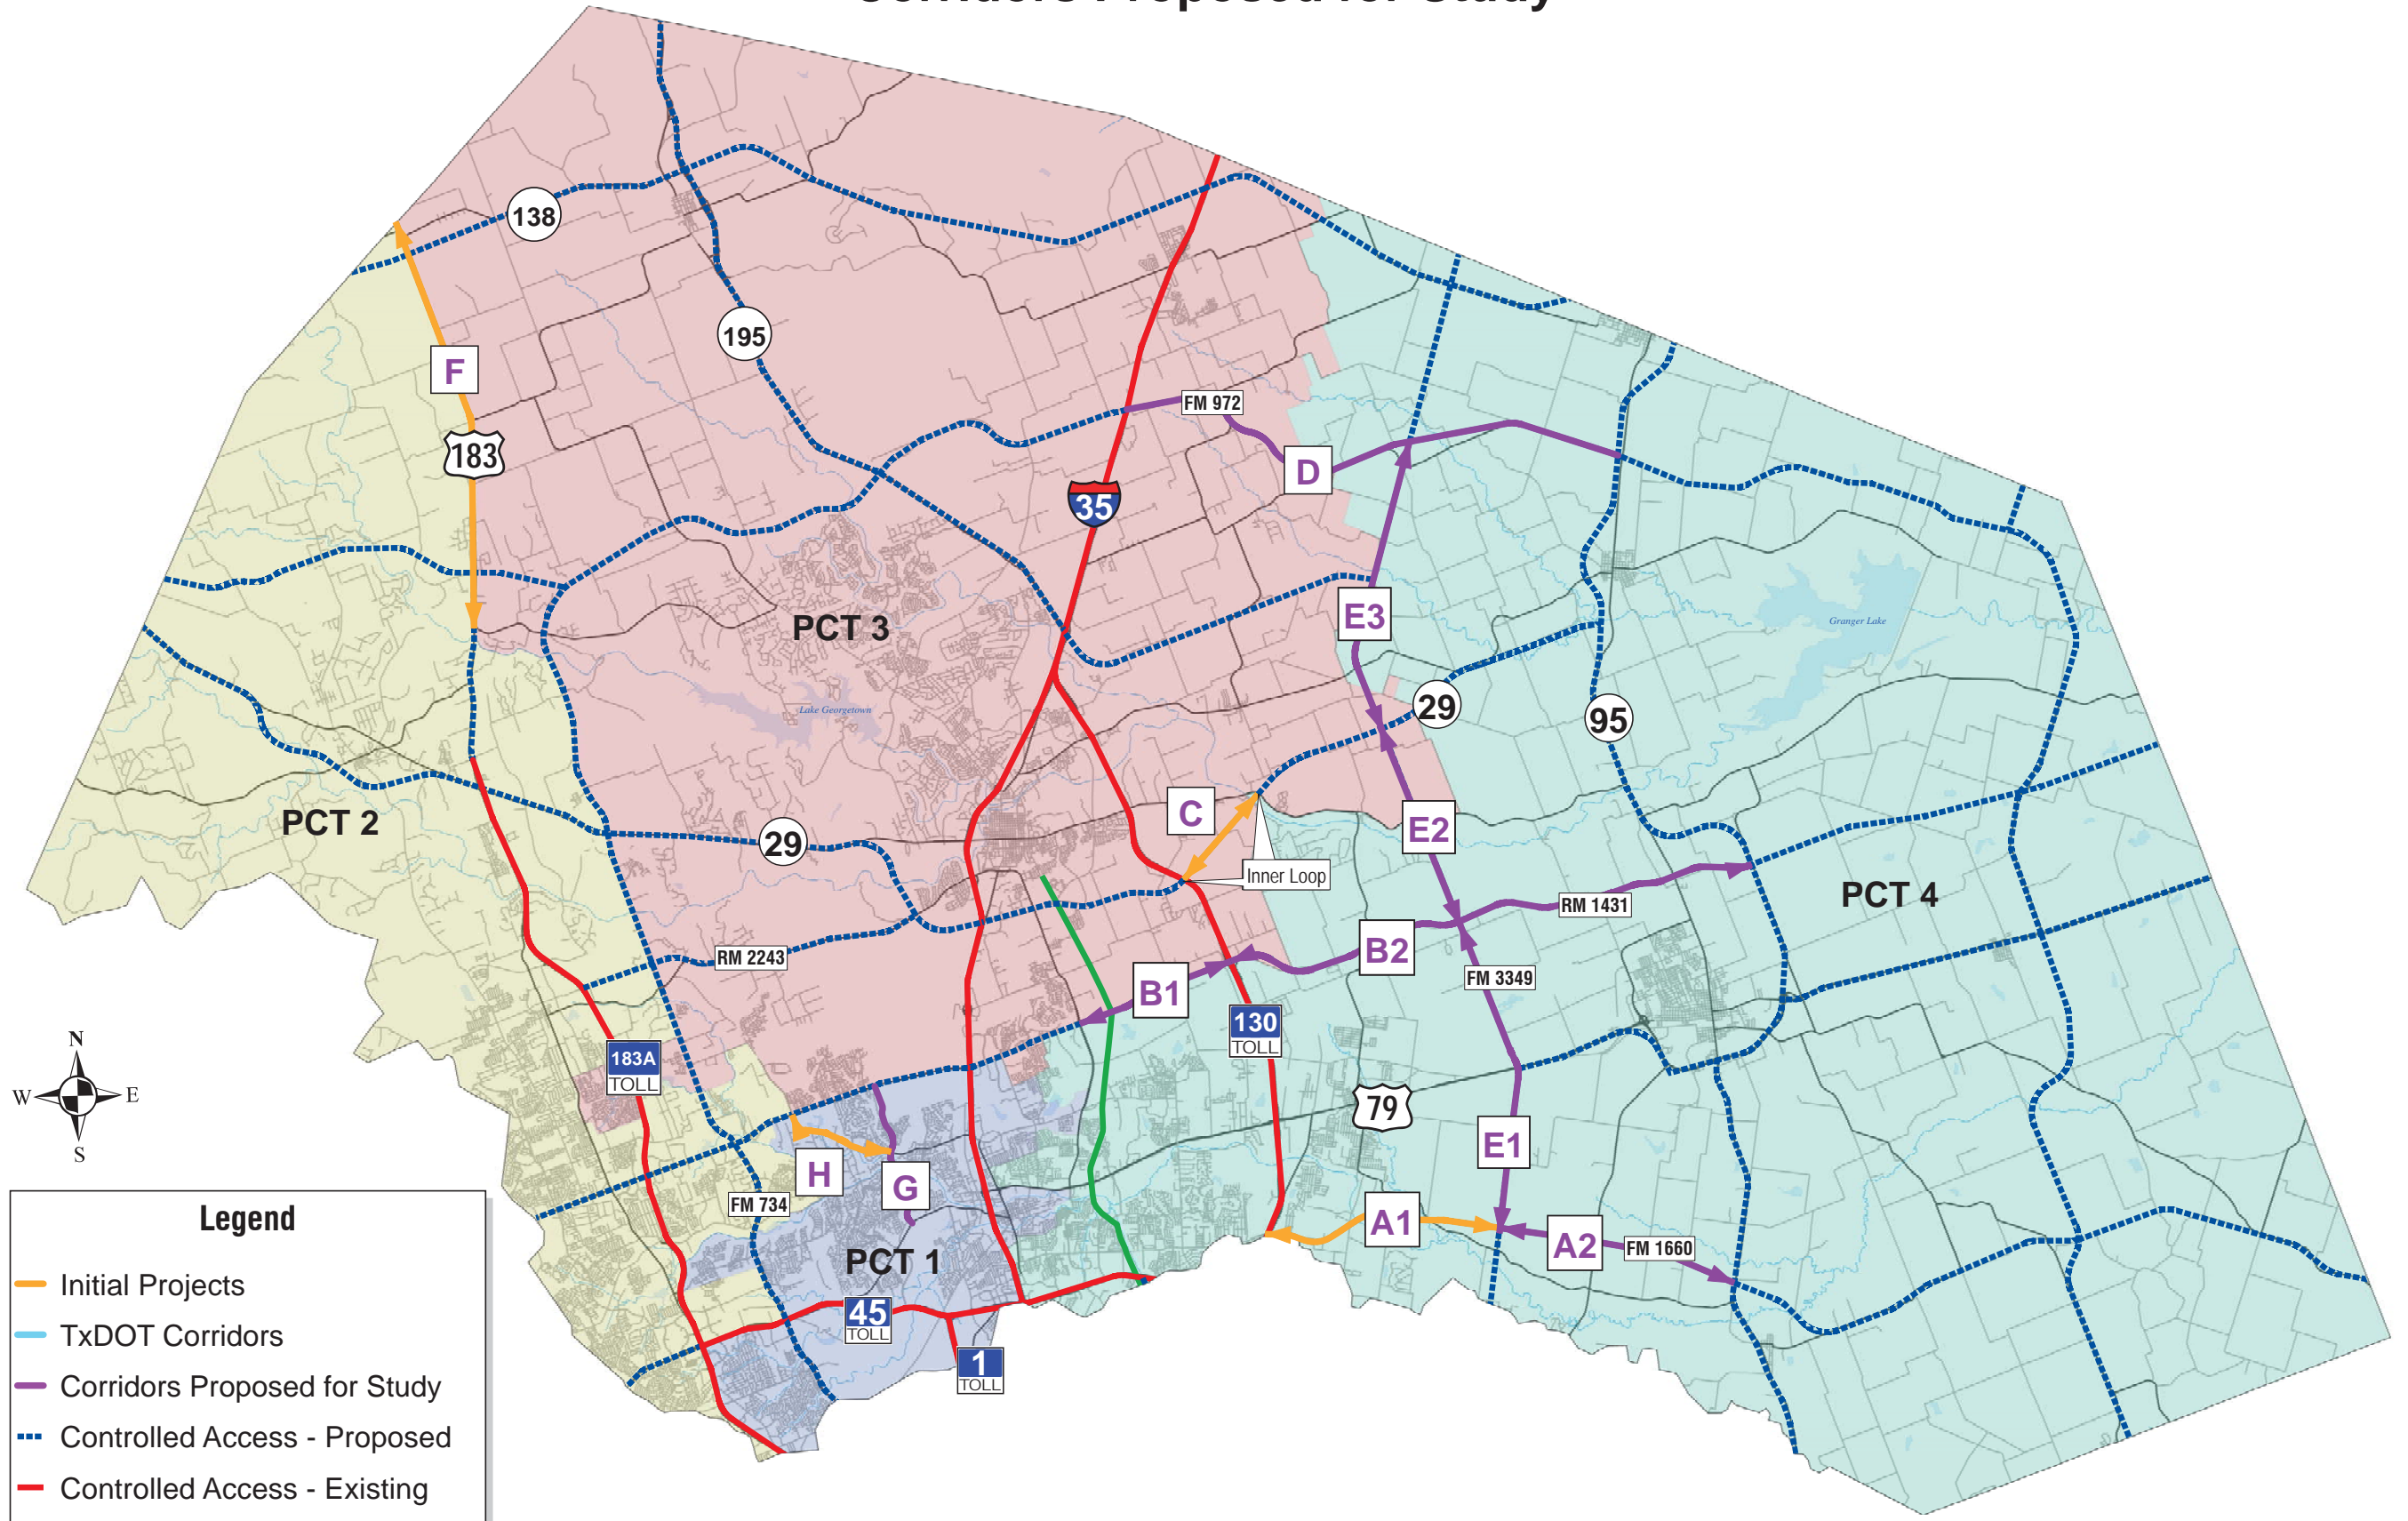 Corridors Proposed for Study
138
195
F
183
FM 972
D
35
E3
PCT 3
Granger Lake
Lake Georgetown
29
95
C
E2
PCT 2
29
Inner Loop
PCT 4
RM 1431
B2
RM 2243
B1
FM 3349
130
TOLL
183A
TOLL
79
N
W
E
S
E1
H
G
FM 734
A1
A2
FM 1660
PCT 1
45
TOLL
1
TOLL
Legend
Initial Projects
TxDOT Corridors
Corridors Proposed for Study
Controlled Access - Proposed
Controlled Access - Existing